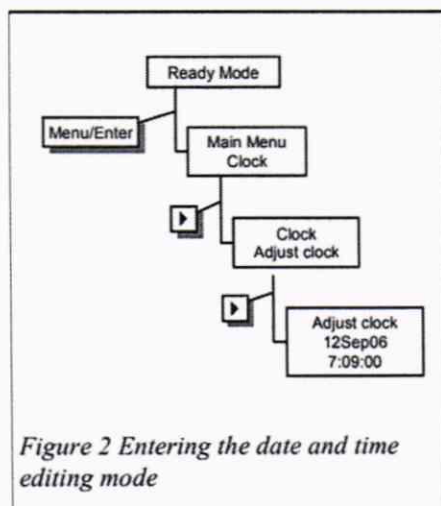 Ready Mode
Menu/Enter
Main Menu
Clock
Clock
Adjust clock
Adjust clock
12Sep06
7:09:00
Figure 2 Entering the date and time
editing mode